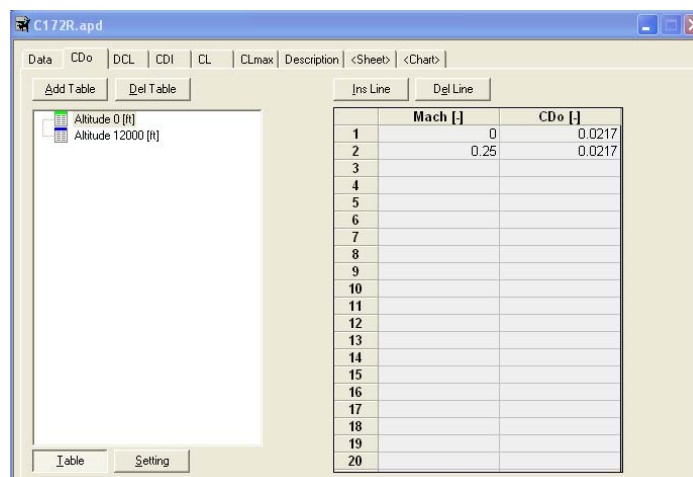 C172R.apd
Data CDo DCL CDI CL CLmax Description <Sheet> <Chart>
Add Table Del Table Ins Line Del Line
Altitude 0 [ft]
Altitude 12000 [ft]
Mach [-] CDo [-]
1 0 0.0217
2 0.25 0.0217
3
4
5
6
7
8
9
10
11
12
13
14
15
16
17
18
19
20
Table Setting